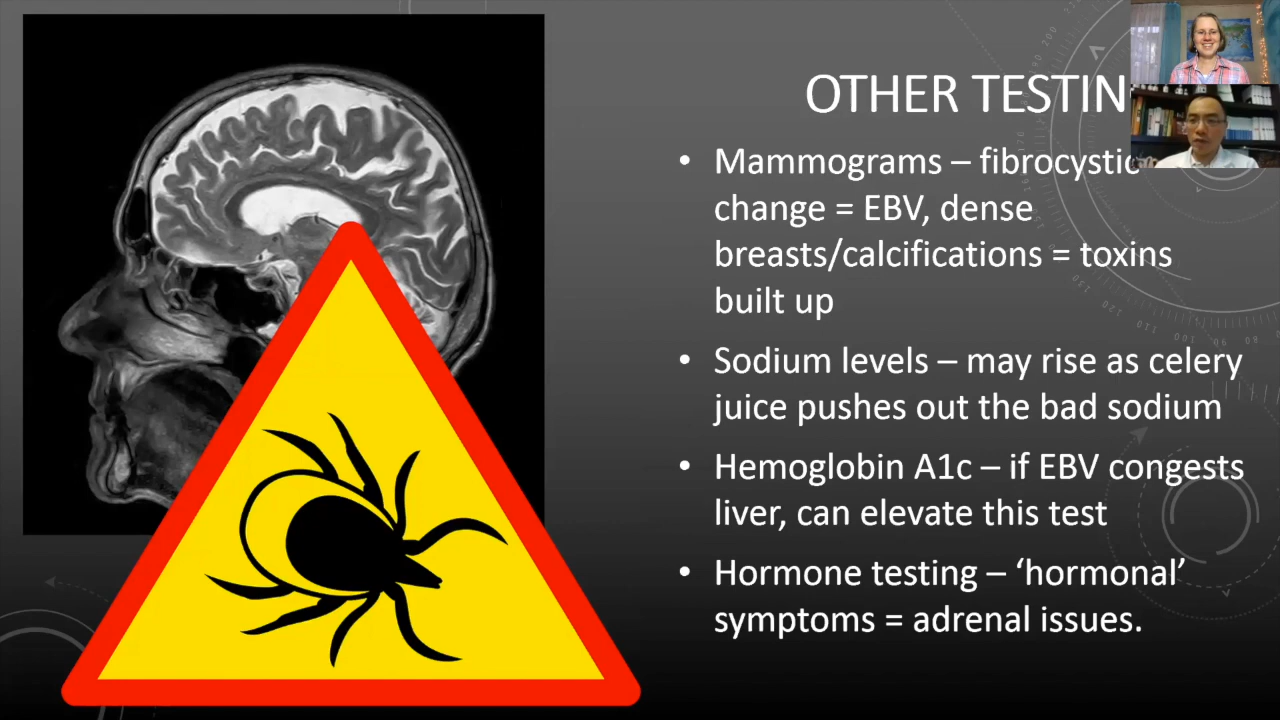 OTHER TESTIN
• Mammograms – fibrocystic
change = EBV, dense
breasts/calcifications = toxins
built up
• Sodium levels – may rise as celery
juice pushes out the bad sodium
• Hemoglobin A1c – if EBV congests
liver, can elevate this test
• Hormone testing – ‘hormonal’
symptoms = adrenal issues.